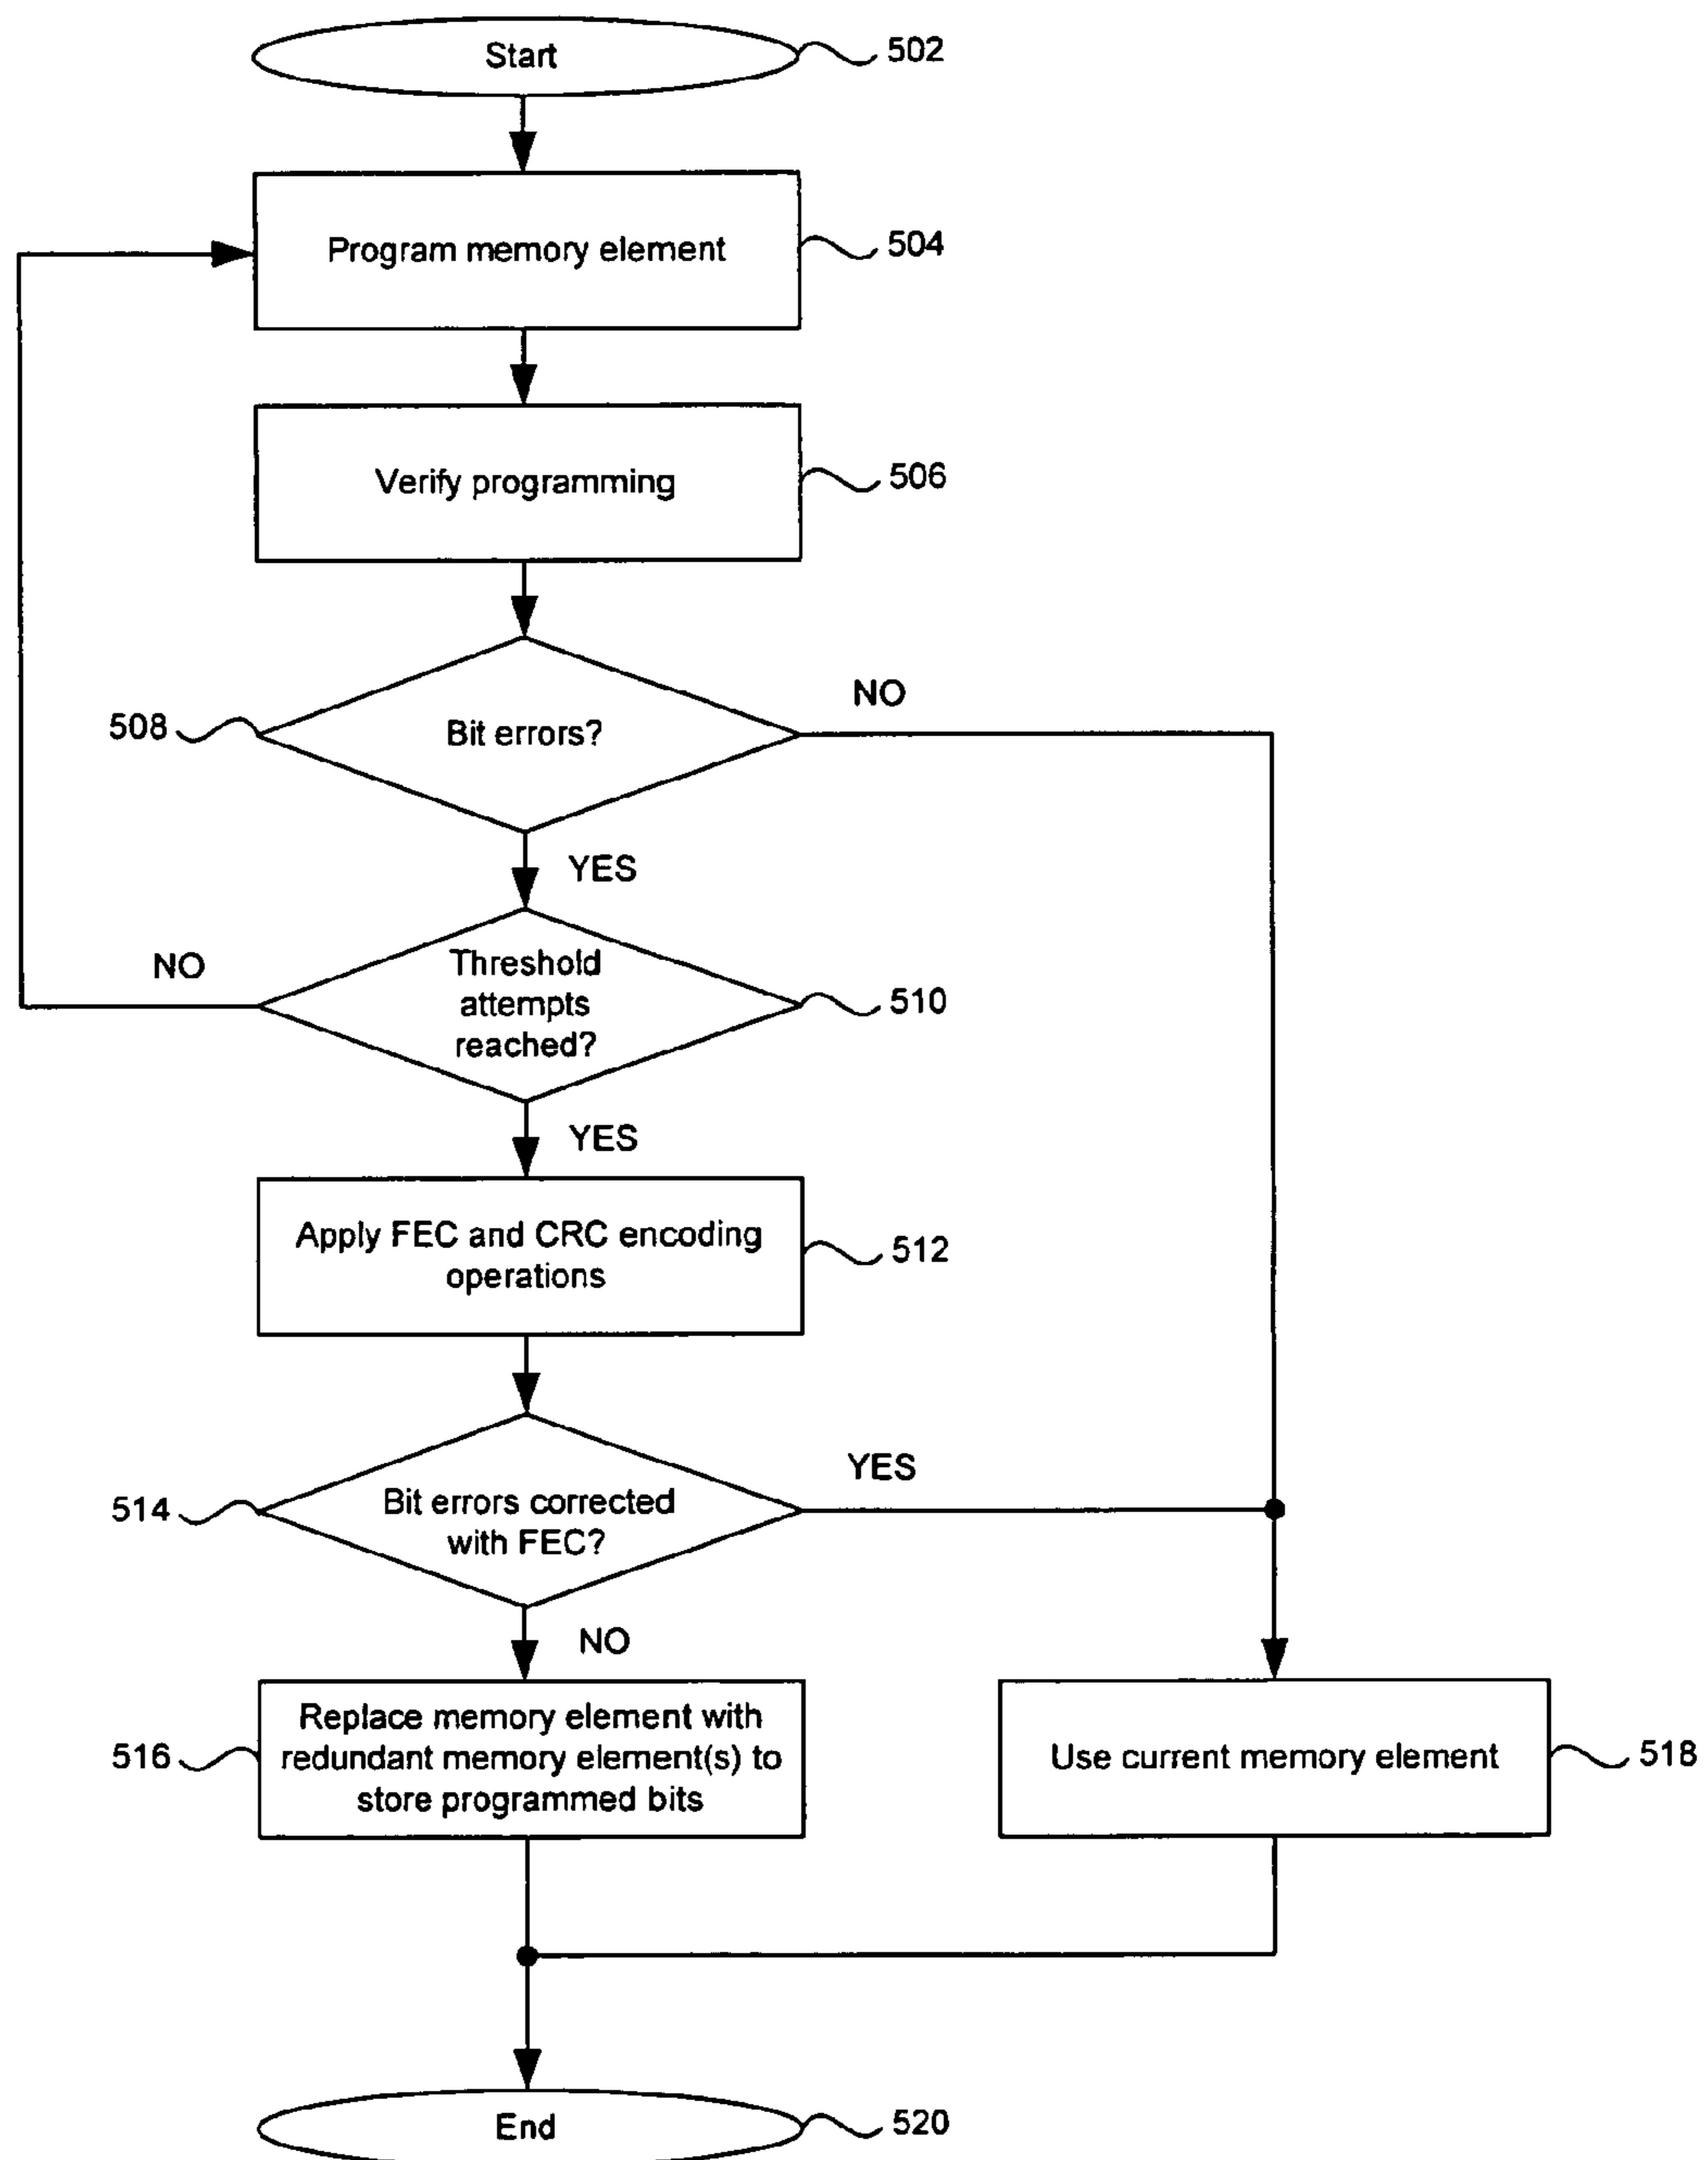 Start
502
Program memory element
504
Verify programming
506
508
Bit errors?
NO
YES
NO
Threshold
attempts
reached?
510
YES
Apply FEC and CRC encoding
operations
512
514
Bit errors corrected
with FEC?
YES
NO
516
Replace memory element with
redundant memory element(s) to
store programmed bits
Use current memory element
518
End
520